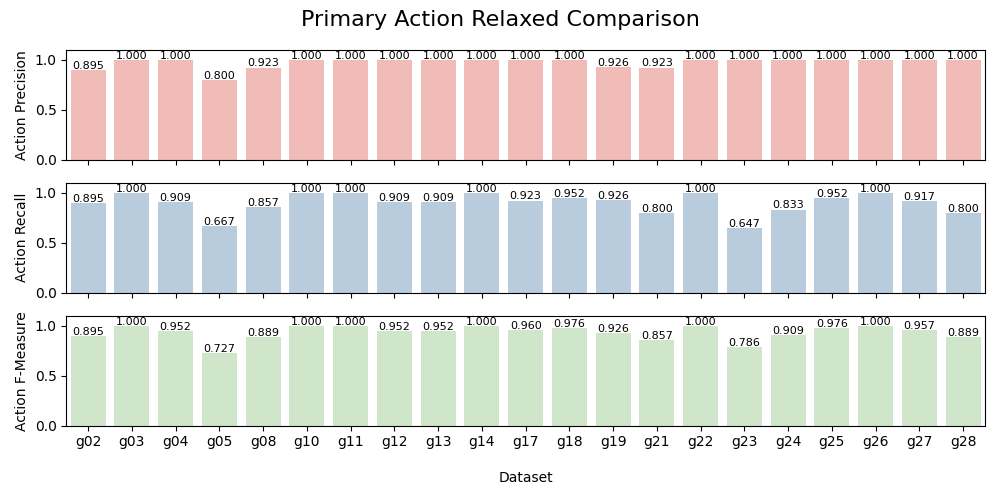 Primary Action Relaxed Comparison
Action Precision
1.0
0.5
0.0
0.895 1.000 1.000 0.800 0.923 1.000 1.000 1.000 1.000 1.000 1.000 1.000 0.926 0.923 1.000 1.000 1.000 1.000 1.000 1.000 1.000
Action Recall
1.0
0.5
0.0
0.895 1.000 0.909 0.667 0.857 1.000 1.000 0.909 0.909 1.000 0.923 0.952 0.926 0.800 1.000 0.647 0.833 0.952 1.000 0.917 0.800
Action F-Measure
1.0
0.5
0.0
0.895 1.000 0.952 0.727 0.889 1.000 1.000 0.952 0.952 1.000 0.960 0.976 0.926 0.857 1.000 0.786 0.909 0.976 1.000 0.957 0.889
g02 g03 g04 g05 g08 g10 g11 g12 g13 g14 g17 g18 g19 g21 g22 g23 g24 g25 g26 g27 g28
Dataset